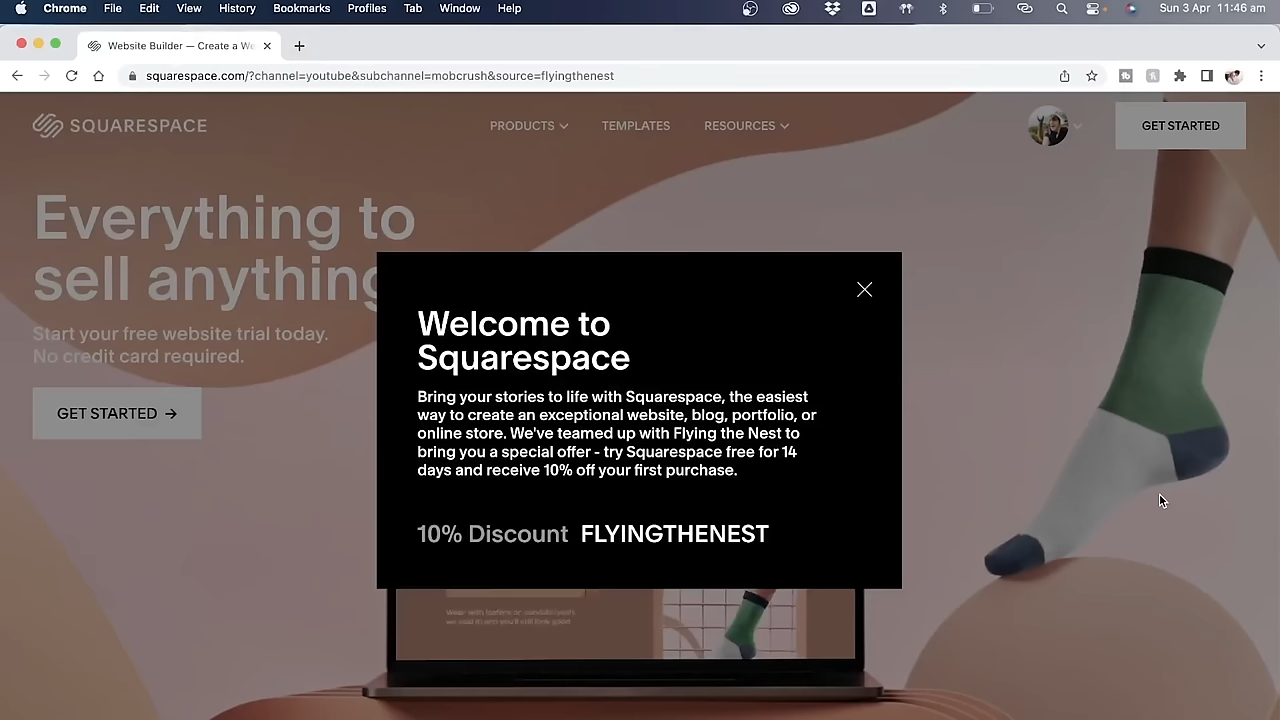 Chrome File Edit View History Bookmarks Profiles Tab Window Help Sun 3 Apr 11:46 am
Website Builder — Create a We
squarespace.com/?channel=youtube&subchannel=mobcrush&source=flyingthenest
SQUARESPACE PRODUCTS TEMPLATES RESOURCES GET STARTED
Everything to
sell anything
Start your free website trial today.
No credit card required.
GET STARTED →
Welcome to
Squarespace
Bring your stories to life with Squarespace, the easiest
way to create an exceptional website, blog, portfolio, or
online store. We've teamed up with Flying the Nest to
bring you a special offer - try Squarespace free for 14
days and receive 10% off your first purchase.
10% Discount FLYINGTHENEST